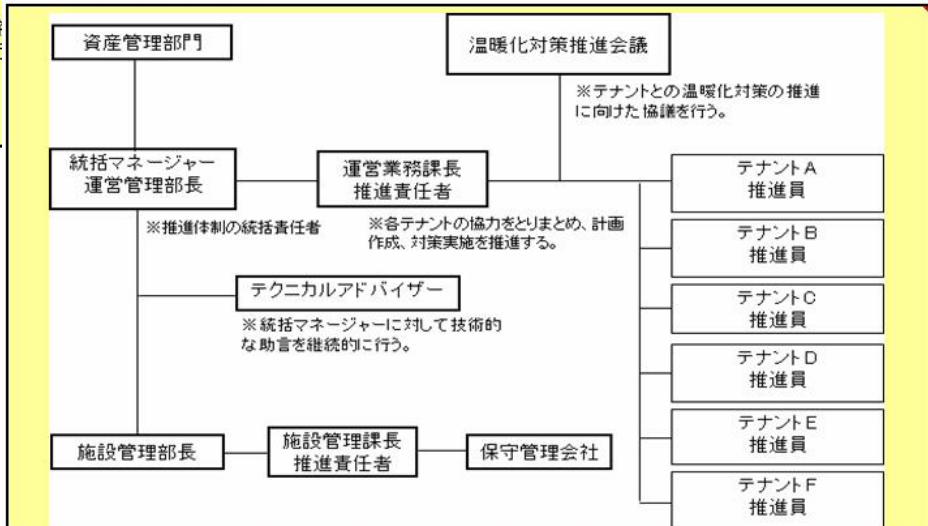 資産管理部門
温暖化対策推進会議
※テナントとの温暖化対策の推進
に向けた協議を行う。
統括マネージャー
運営管理部長
運営業務課長
推進責任者
テナントA
推進員
※推進体制の統括責任者
※各テナントの協力をとりまとめ、計画
作成、対策実施を推進する。
テナントB
推進員
テクニカルアドバイザー
テナントC
推進員
※統括マネージャーに対して技術的
な助言を継続的に行う。
テナントD
推進員
施設管理部長
施設管理課長
推進責任者
保守管理会社
テナントE
推進員
テナントF
推進員